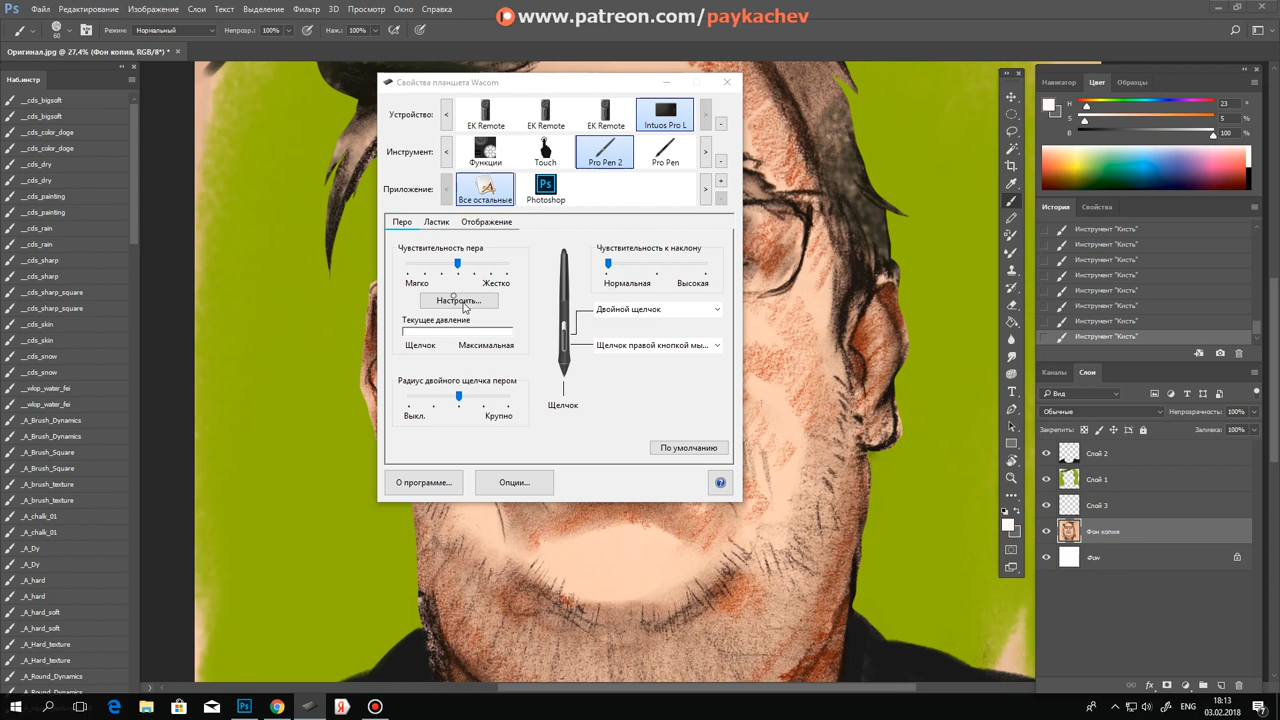 www.patreon.com/paykachev
Файл Редактирование Изображение Слои Текст Выделение Фильтр 3D Просмотр Окно Справка
60 Режим: Нормальный Непрозр.: 100% Наж.: 100%
Оригинал.jpg @ 27,4% (Фон копия, RGB/8*) * ×
Наб.инстр
__cds_bigsoft
__cds_bigsoft
__cds_color_doge
__cds_color_doge
__cds_dry
__cds_dry
__cds_painting
__cds_painting
__cds_rain
__cds_rain
__cds_sharp
__cds_sharp
__cds_sharp_square
__cds_sharp_square
__cds_skin
__cds_skin
__cds_snow
__cds_snow
__wlop_water_fei
__wlop_water_fei
_A_Brush_Dynamics
_A_Brush_Dynamics
_A_Brush_Square
_A_Brush_Square
_A_brush_texture
_A_brush_texture
_A_chalk_01
_A_chalk_01
_A_Dy
_A_Dy
_A_hard
_A_hard
_A_hard_soft
_A_hard_soft
_A_Hard_texture
_A_Hard_texture
_A_Round_Dynamics
Свойства планшета Wacom
Устройство: EK Remote EK Remote EK Remote Intuos Pro L
Инструмент: Функции Touch Pro Pen 2 Pro Pen
Приложение: Все остальные Photoshop
Перо Ластик Отображение
Чувствительность пера
Мягко Жестко
Настроить...
Текущее давление
Щелчок Максимальная
Радиус двойного щелчка пером
Выкл. Крупно
Чувствительность к наклону
Нормальная Высокая
Двойной щелчок
Щелчок правой кнопкой мы...
Щелчок
По умолчанию
О программе... Опции...
Навигатор Цвет Образцы
H 23 °
S 5 %
B 100 %
История Свойства
Инструмент "Кисть"
Инструмент "Кисть"
Инструмент "Кисть"
Инструмент "Кисть"
Инструмент "Кисть"
Инструмент "Кисть"
Инструмент "Кисть"
Инструмент "Кисть"
Каналы Слои
Вид
Обычные Непрозрачность: 100%
Закрепить: Заливка: 100%
Слой 2
Слой 1
Слой 3
Фон копия
Фон
ENG 18:13
03.02.2018